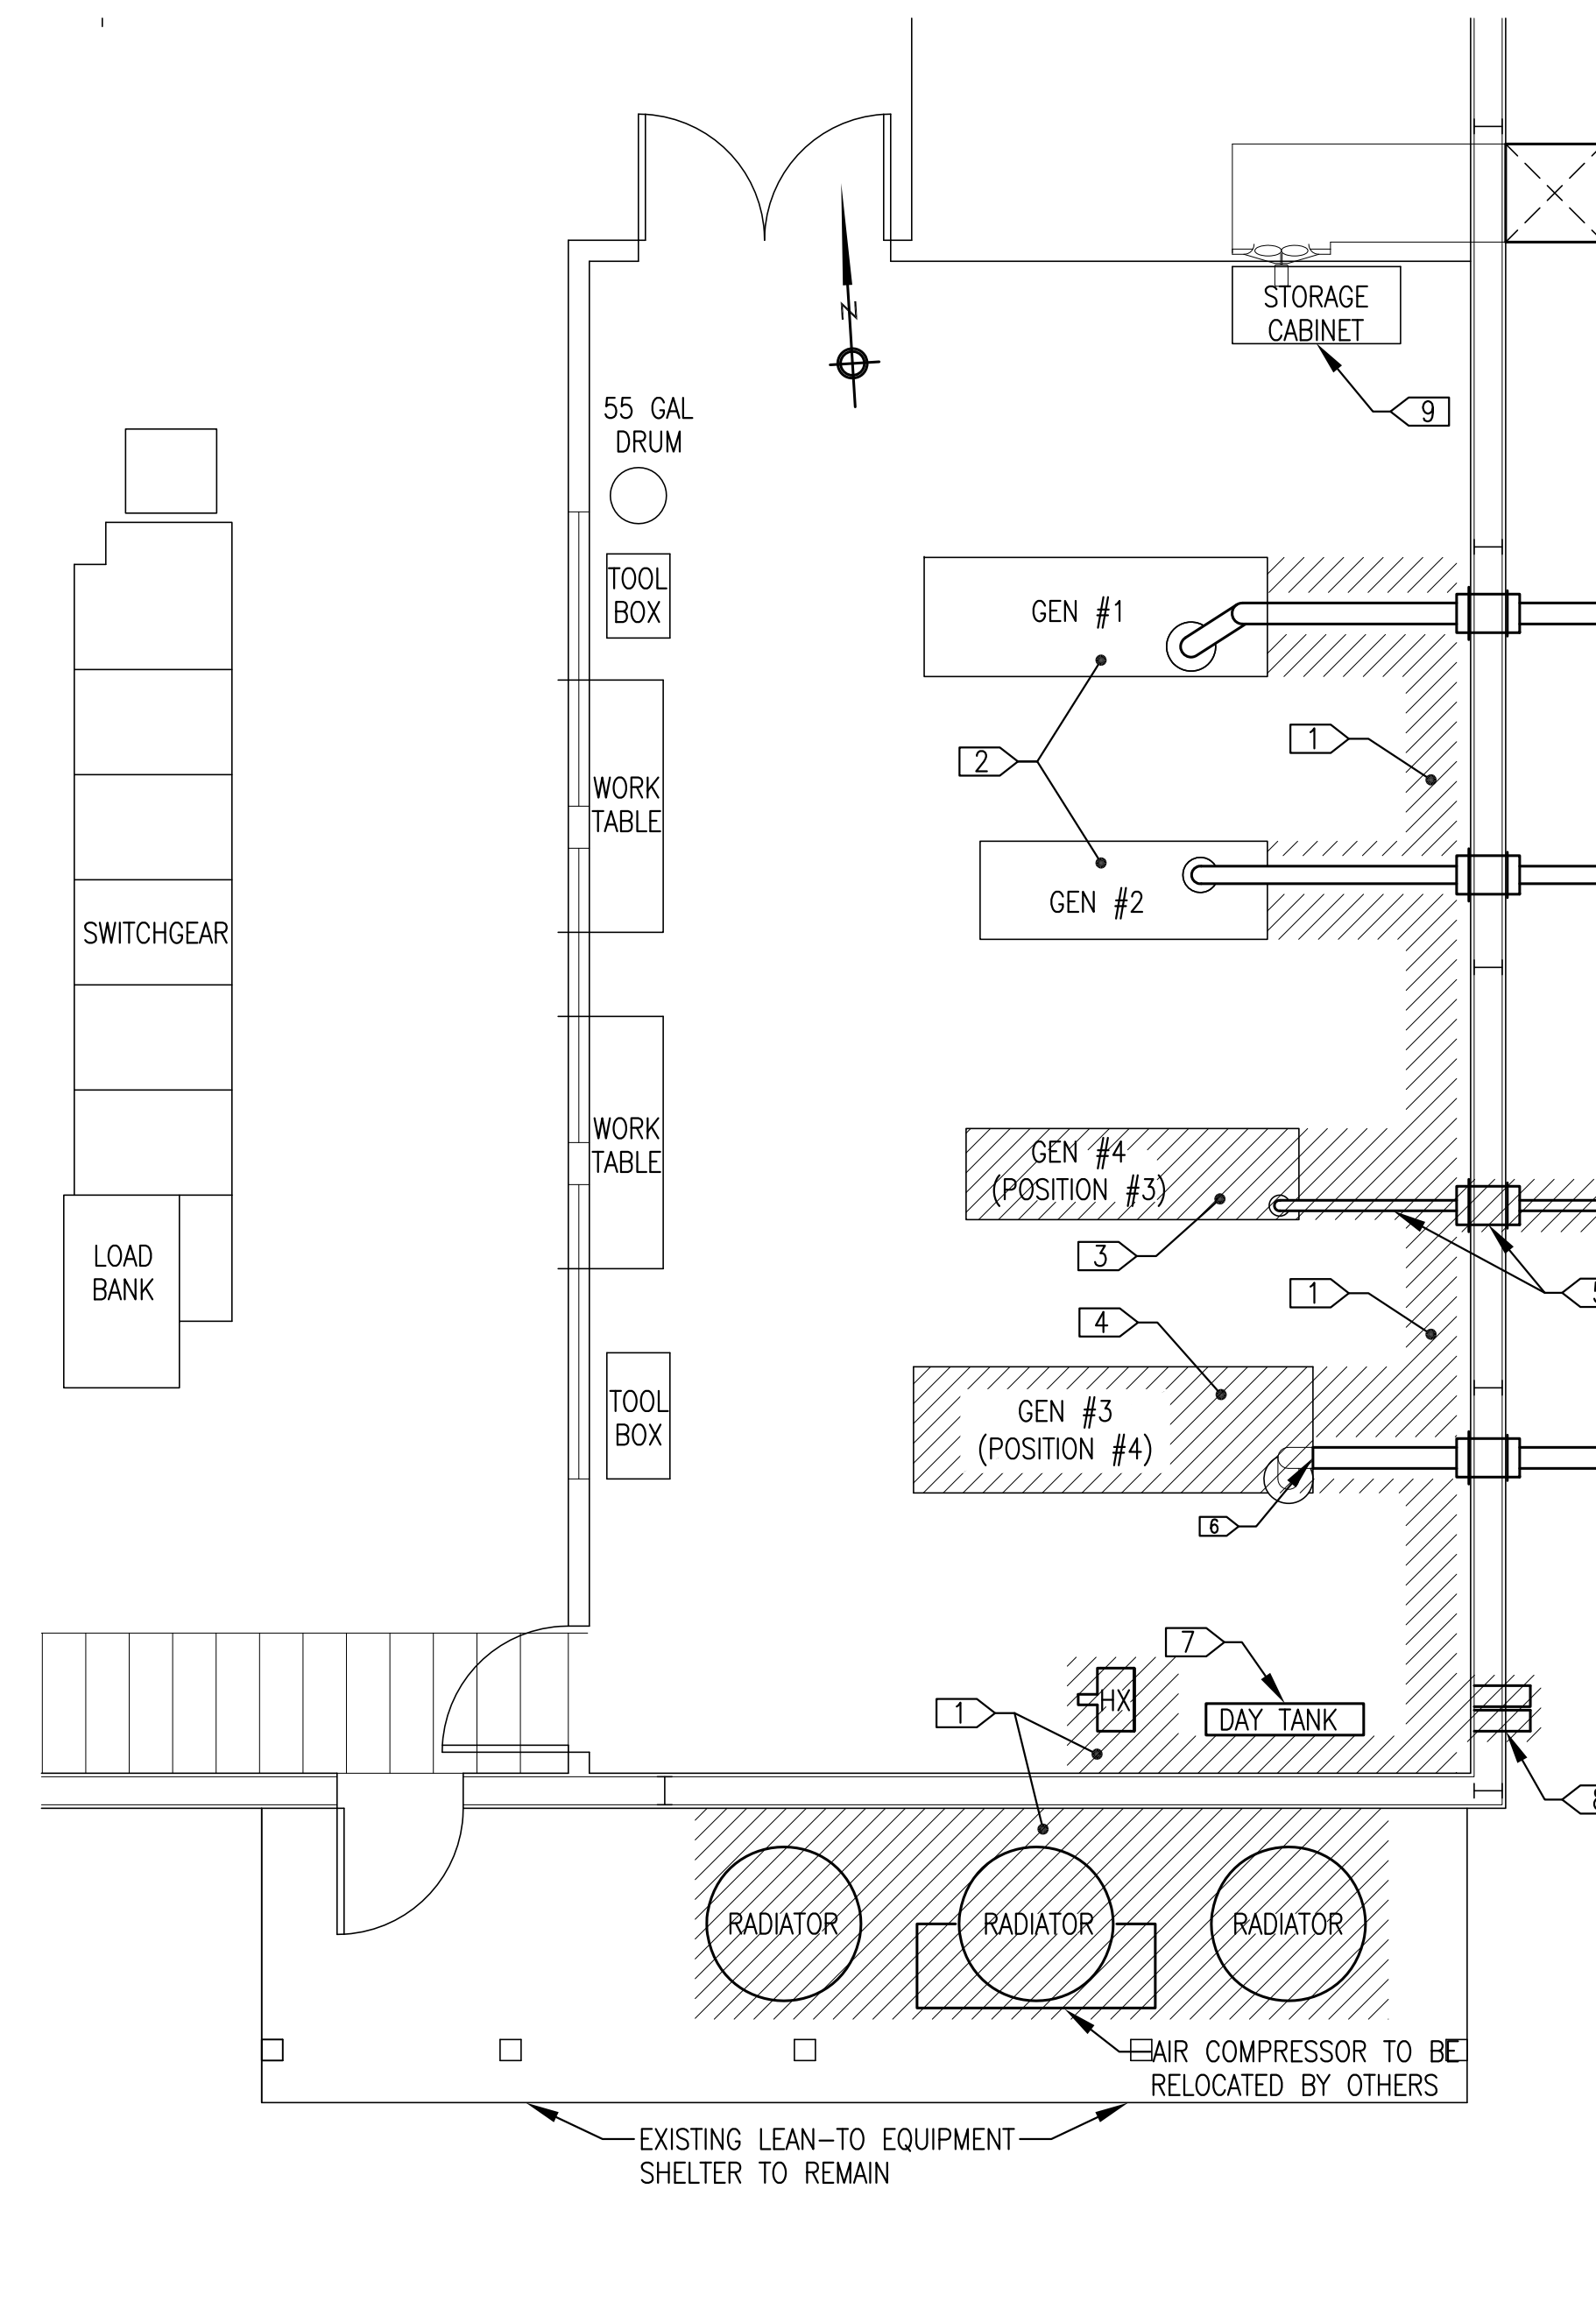 N
STORAGE
CABINET
9
55 GAL
DRUM
TOOL
BOX
GEN #1
1
2
WORK
TABLE
GEN #2
SWITCHGEAR
WORK
TABLE
GEN #4
(POSITION #3)
3
LOAD
BANK
1
5
4
TOOL
BOX
GEN #3
(POSITION #4)
6
7
HX
1
DAY TANK
8
RADIATOR
RADIATOR
RADIATOR
AIR COMPRESSOR TO BE
RELOCATED BY OTHERS
EXISTING LEAN-TO EQUIPMENT
SHELTER TO REMAIN